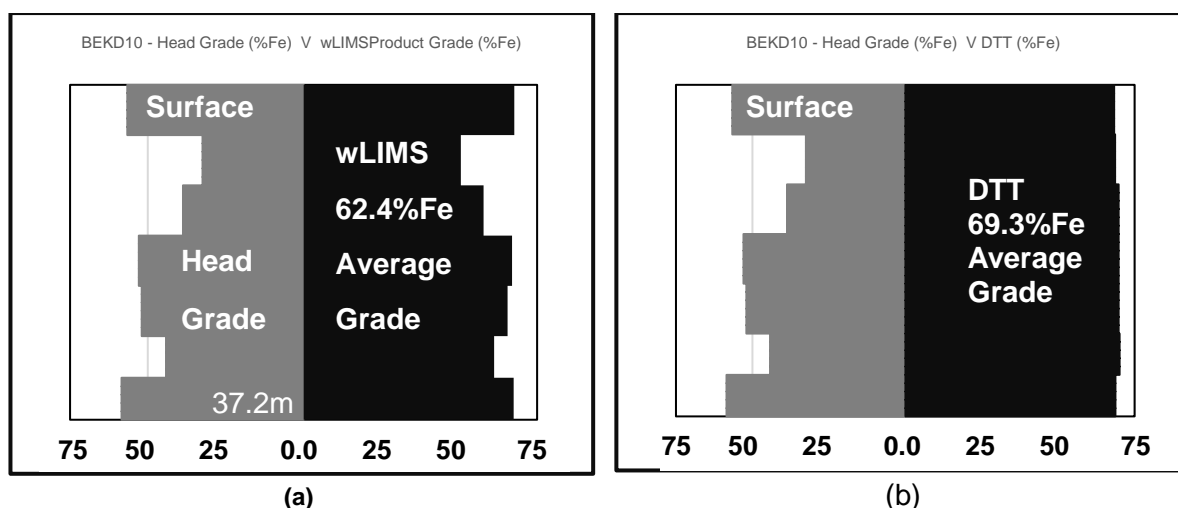 BEKD10 - Head Grade (%Fe) V wLIMSProduct Grade (%Fe)
Surface
wLIMS
62.4%Fe
Head Average
Grade Grade
37.2m
75 50 25 0.0 25 50 75
(a)
BEKD10 - Head Grade (%Fe) V DTT (%Fe)
Surface
DTT
69.3%Fe
Average
Grade
75 50 25 0.0 25 50 75
(b)